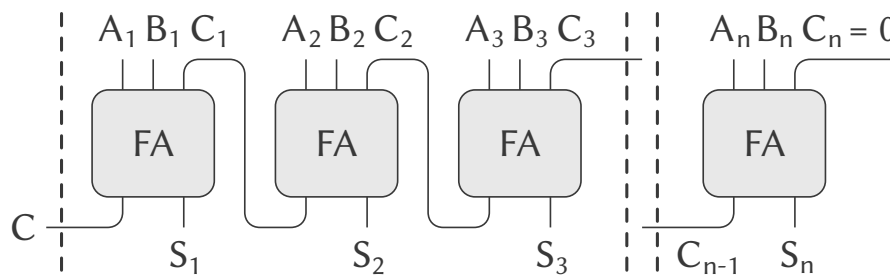 A₁ B₁ C₁ A₂ B₂ C₂ A₃ B₃ C₃ Aₙ Bₙ Cₙ = 0
FA FA FA FA
C S₁ S₂ S₃ Cₙ₋₁ Sₙ